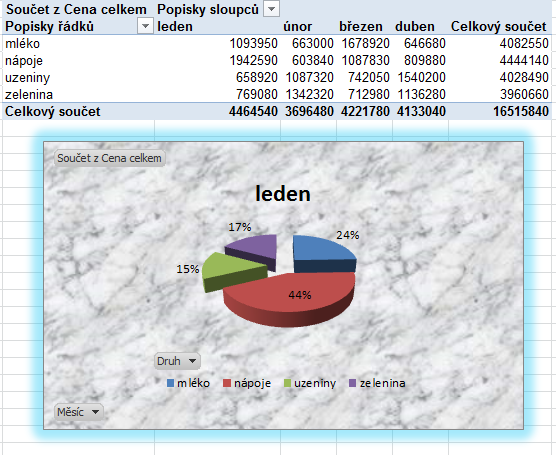 Součet z Cena celkem Popisky sloupců
Popisky řádků leden únor březen duben Celkový součet
mléko 1093950 663000 1678920 646680 4082550
nápoje 1942590 603840 1087830 809880 4444140
uzeniny 658920 1087320 742050 1540200 4028490
zelenina 769080 1342320 712980 1136280 3960660
Celkový součet 4464540 3696480 4221780 4133040 16515840
Součet z Cena celkem
leden
17%
24%
15%
44%
Druh
mléko nápoje uzeniny zelenina
Měsíc